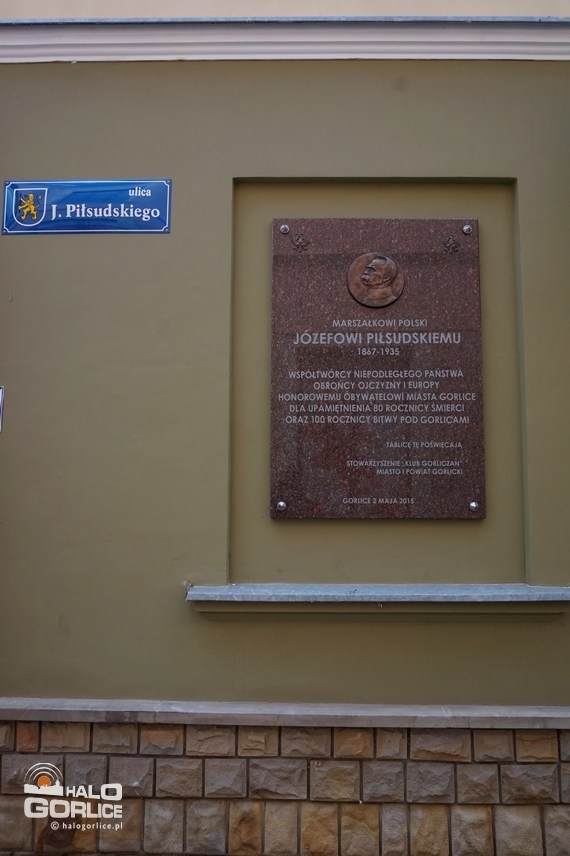 ulica
J. Piłsudskiego
MARSZAŁKOWI POLSKI
JÓZEFOWI PIŁSUDSKIEMU
1867-1935
WSPÓŁTWÓRCY NIEPODLEGŁEGO PAŃSTWA
OBROŃCY OJCZYZNY I EUROPY
HONOROWEMU OBYWATELOWI MIASTA GORLICE
DLA UPAMIĘTNIENIA 80 ROCZNICY ŚMIERCI
ORAZ 100 ROCZNICY BITWY POD GORLICAMI
TABLICĘ TĘ POŚWIĘCAJĄ
STOWARZYSZENIE „KLUB GORLICZAN"
MIASTO I POWIAT GORLICKI
GORLICE 2 MAJA 2015
HALO
GORLICE
© halogorlice.pl